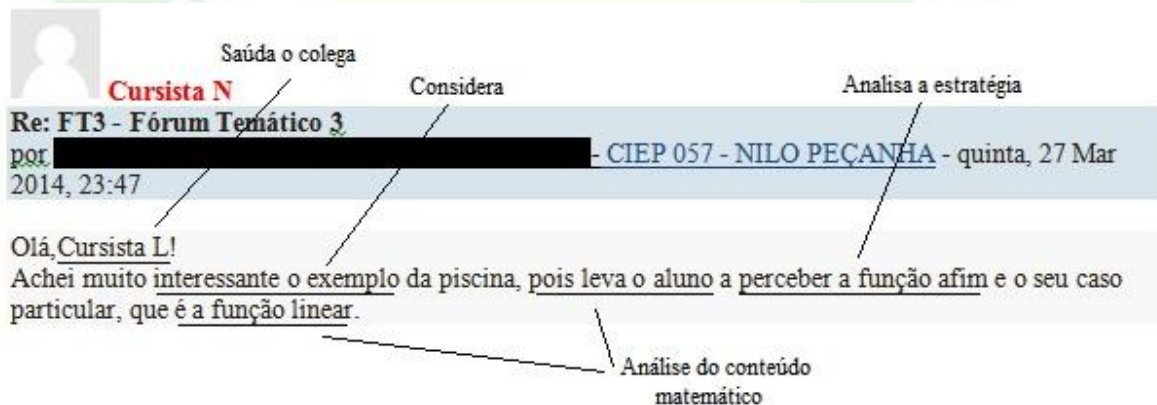 Saúda o colega
Cursista N
Considera
Analisa a estratégia
Re: FT3 - Fórum Temático 3
por - CIEP 057 - NILO PEÇANHA - quinta, 27 Mar
2014, 23:47
Olá,Cursista L!
Achei muito interessante o exemplo da piscina, pois leva o aluno a perceber a função afim e o seu caso
particular, que é a função linear.
Análise do conteúdo
matemático